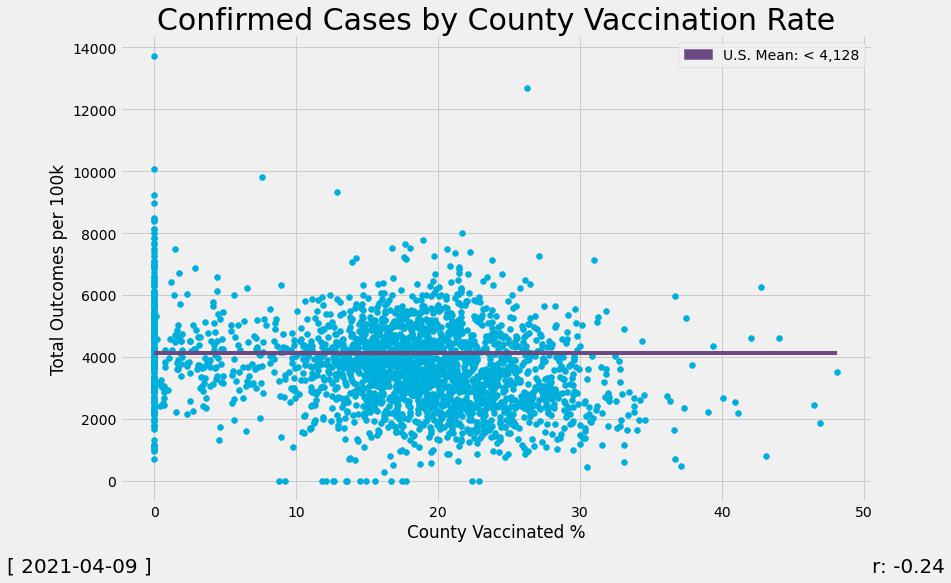 Confirmed Cases by County Vaccination Rate
U.S. Mean: < 4,128
Total Outcomes per 100k
14000
12000
10000
8000
6000
4000
2000
0
0 10 20 30 40 50
County Vaccinated %
[ 2021-04-09 ] r: -0.24